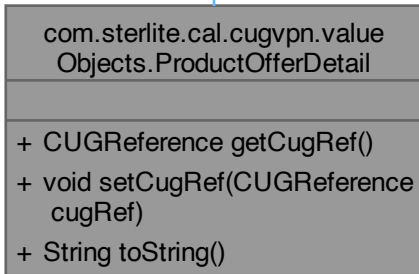 com.sterlite.cal.cugvpn.value
Objects.ProductOfferDetail
+ CUGReference getCugRef()
+ void setCugRef(CUGReference
cugRef)
+ String toString()